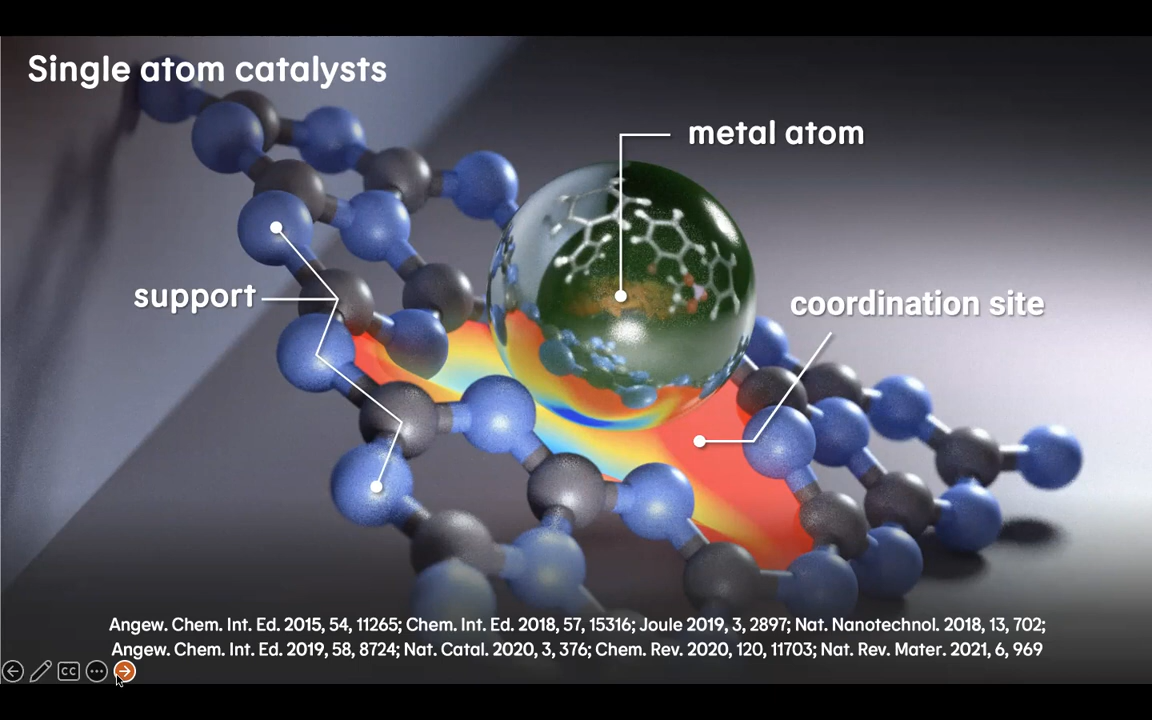 Single atom catalysts
metal atom
support
coordination site
Angew. Chem. Int. Ed. 2015, 54, 11265; Chem. Int. Ed. 2018, 57, 15316; Joule 2019, 3, 2897; Nat. Nanotechnol. 2018, 13, 702;
Angew. Chem. Int. Ed. 2019, 58, 8724; Nat. Catal. 2020, 3, 376; Chem. Rev. 2020, 120, 11703; Nat. Rev. Mater. 2021, 6, 969
CC